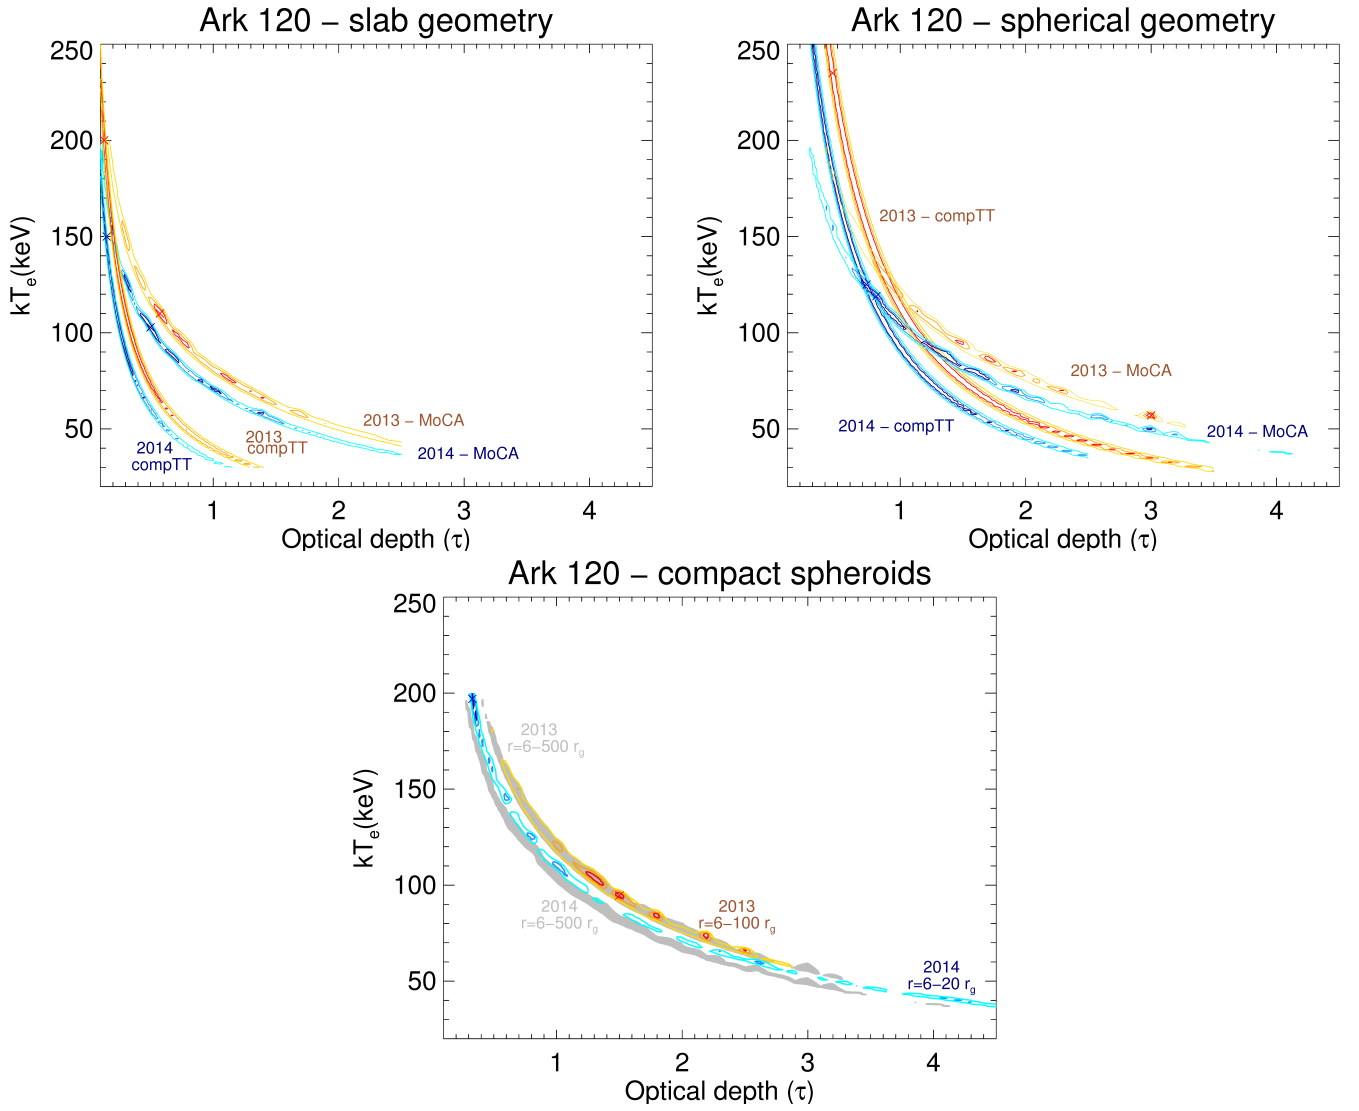 Ark 120 − slab geometry
250
200
150
100
50
kTe(keV)
2013 − MoCA
2014 − MoCA
2013
compTT
2014
compTT
1
2
3
4
Optical depth (τ)
Ark 120 − spherical geometry
250
200
150
100
50
kTe(keV)
2013 − compTT
2013 − MoCA
2014 − compTT
2014 − MoCA
1
2
3
4
Optical depth (τ)
Ark 120 − compact spheroids
250
200
150
100
50
kTe(keV)
2013
r=6−500 rg
2014
r=6−500 rg
2013
r=6−100 rg
2014
r=6−20 rg
1
2
3
4
Optical depth (τ)